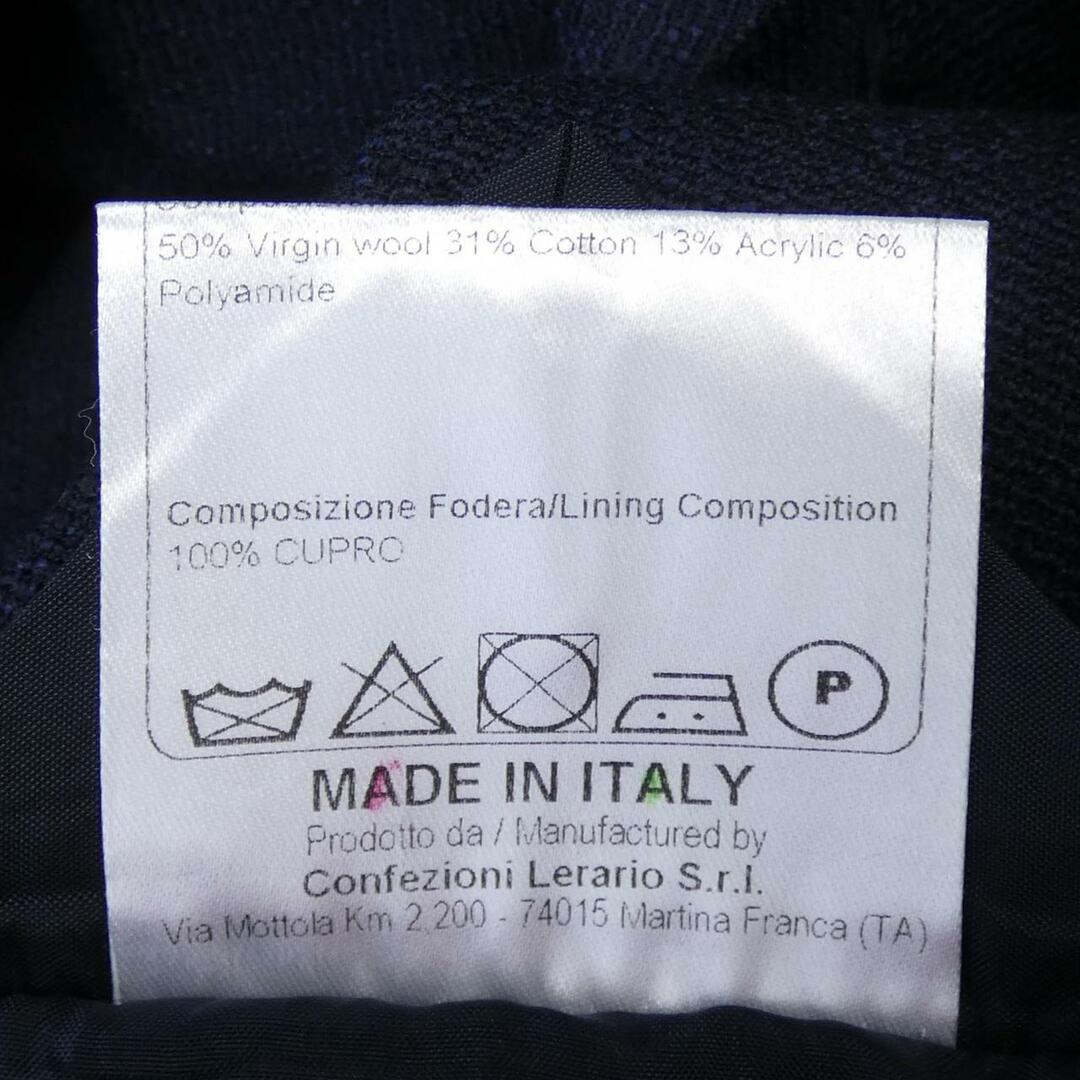 50% Virgin wool 31% Cotton 13% Acrylic 6%
Polyamide
Composizione Fodera/Lining Composition
100% CUPRO
P
MADE IN ITALY
Prodotto da / Manufactured by
Confezioni Lerario S.r.l.
Via Mottola Km 2,200 - 74015 Martina Franca (TA)